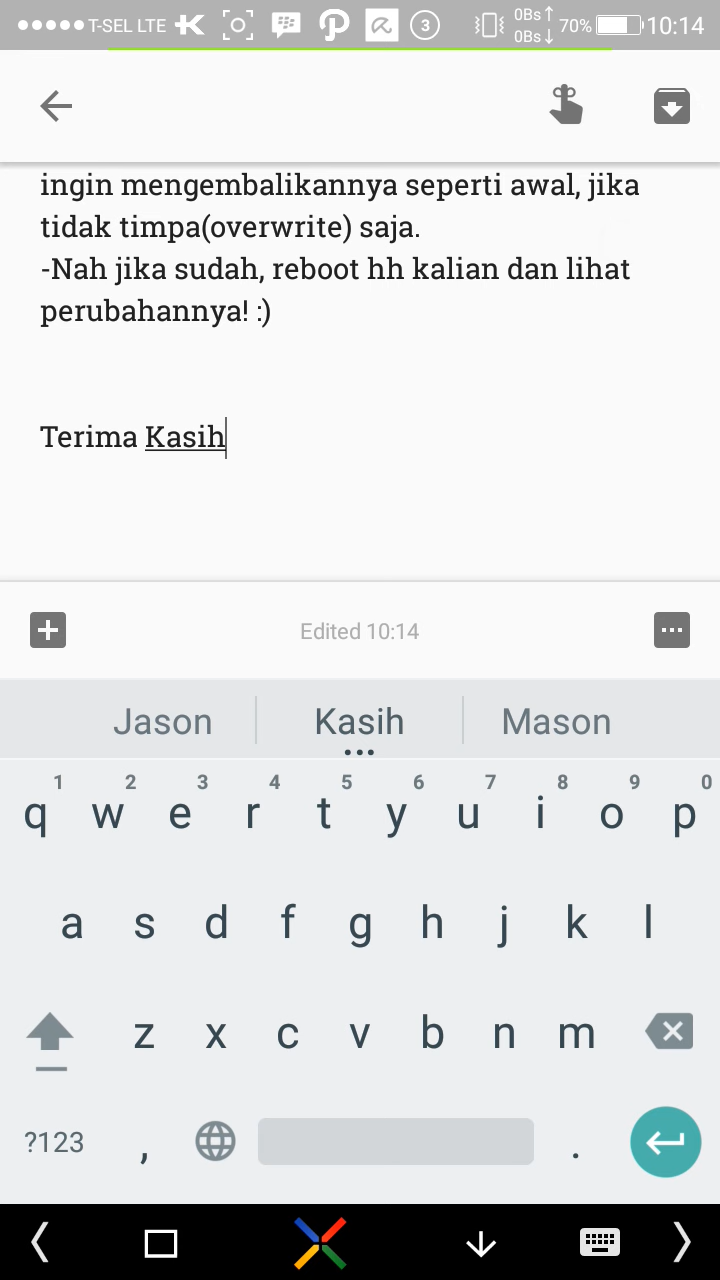 T-SEL LTE 3 0Bs↑ 0Bs↓ 70% 10:14
ingin mengembalikannya seperti awal, jika
tidak timpa(overwrite) saja.
-Nah jika sudah, reboot hh kalian dan lihat
perubahannya! :)
Terima Kasih
Edited 10:14
Jason Kasih Mason
1 2 3 4 5 6 7 8 9 0
q w e r t y u i o p
a s d f g h j k l
z x c v b n m
?123 , .